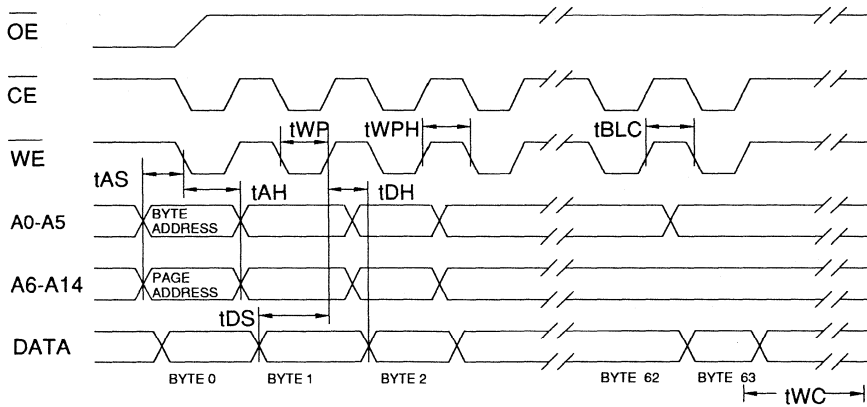 OE
CE
tWP tWPH tBLC
WE
tAS
tAH tDH
A0-A5 BYTE ADDRESS
A6-A14 PAGE ADDRESS
tDS
DATA
BYTE 0 BYTE 1 BYTE 2 BYTE 62 BYTE 63
tWC